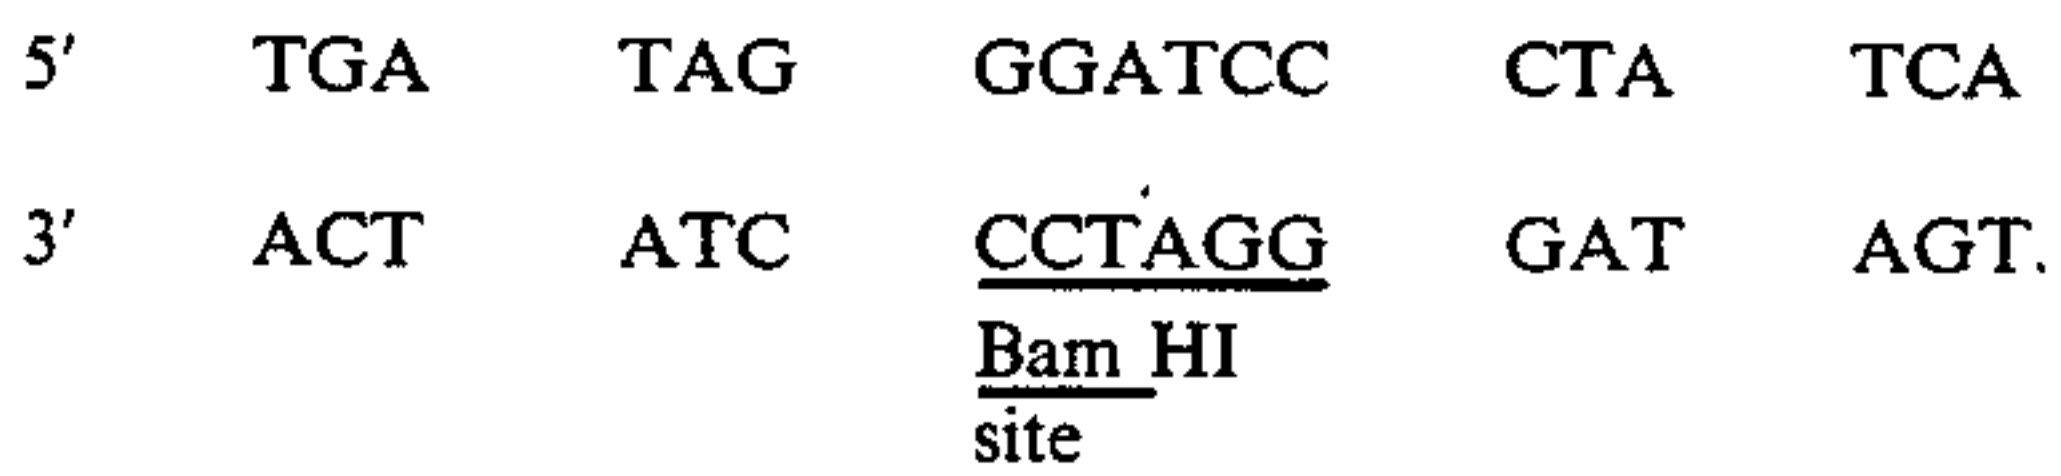 5′ TGA TAG GGATCC CTA TCA
3′ ACT ATC CCTAGG GAT AGT.
Bam HI
site